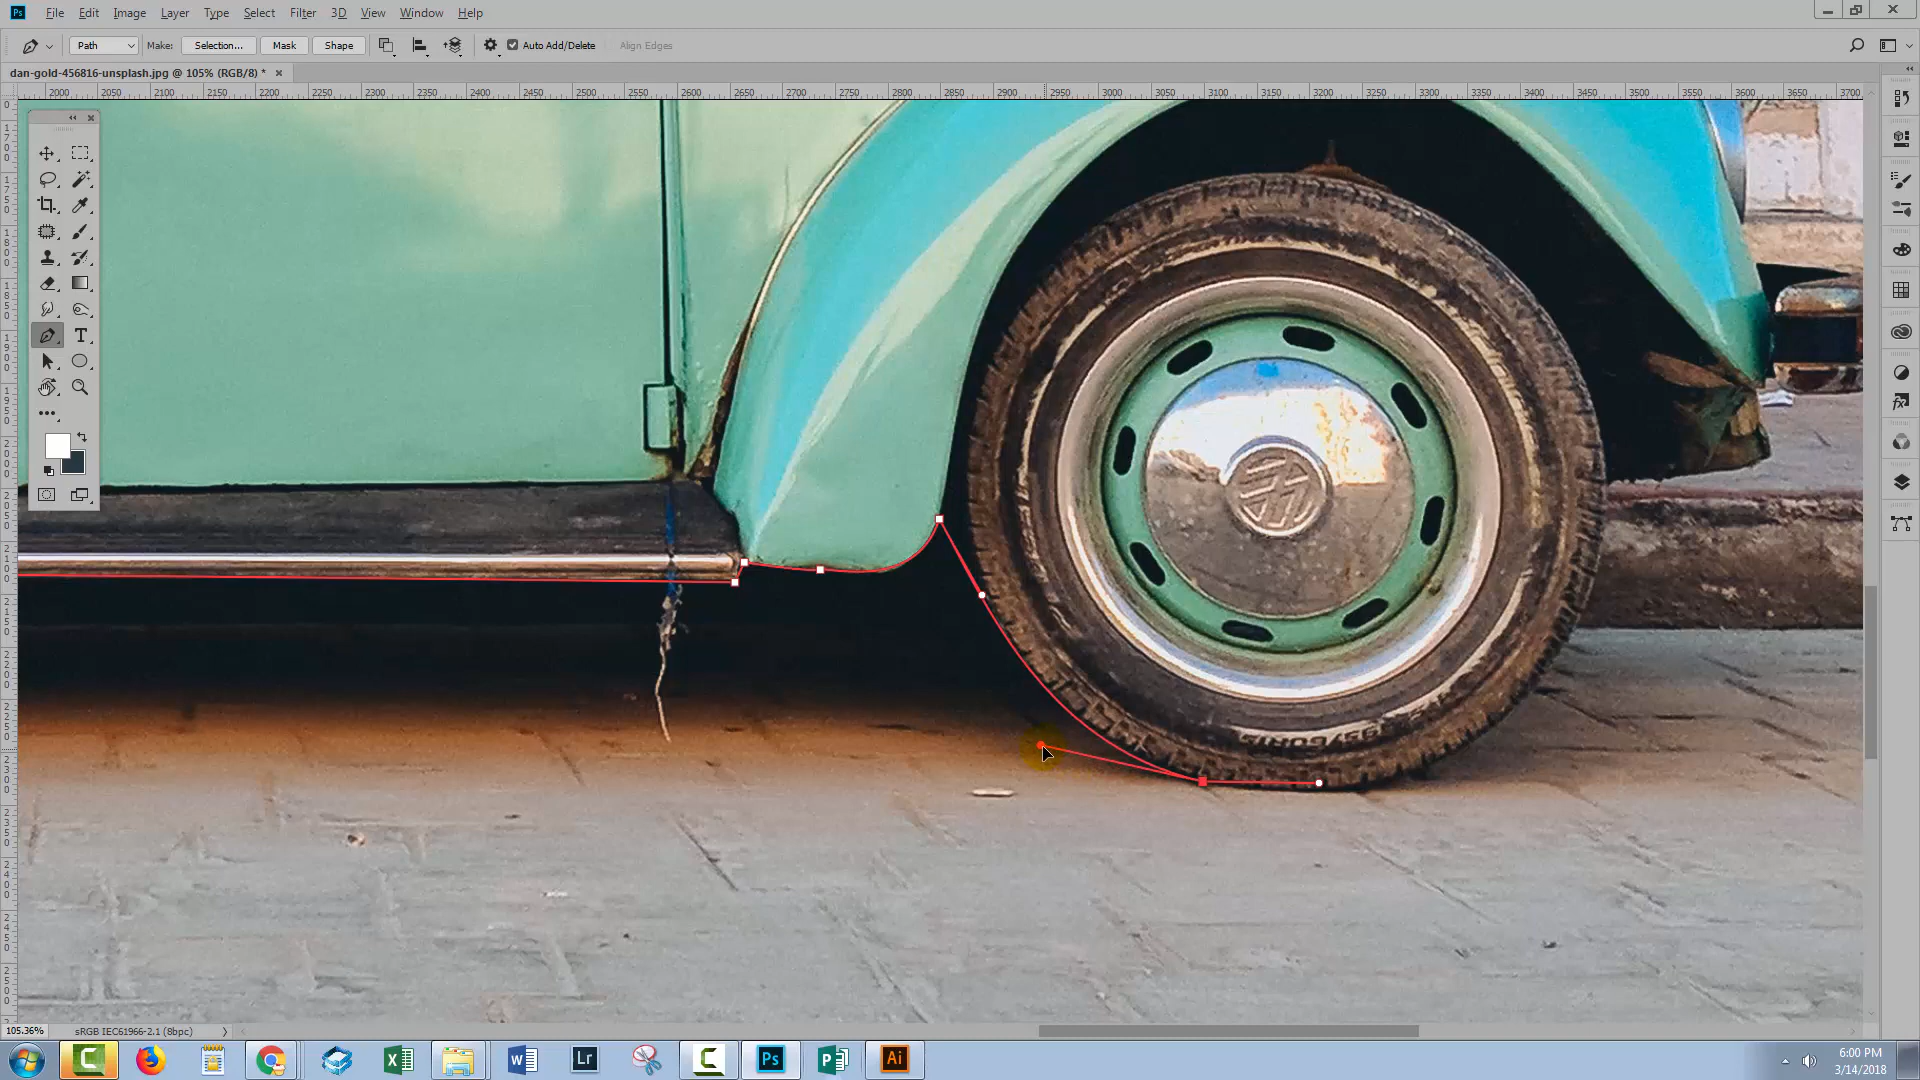 Ps File Edit Image Layer Type Select Filter 3D View Window Help
Path Make: Selection... Mask Shape Auto Add/Delete Align Edges
dan-gold-456816-unsplash.jpg @ 105% (RGB/8) *
2000 2050 2100 2150 2200 2250 2300 2350 2400 2450 2500 2550 2600 2650 2700 2750 2800 2850 2900 2950 3000 3050 3100 3150 3200 3250 3300 3350 3400 3450 3500 3550 3600 3650 3700
T
fx
105.36% sRGB IEC61966-2.1 (8bpc)
Lr Ps Ai
6:00 PM
3/14/2018